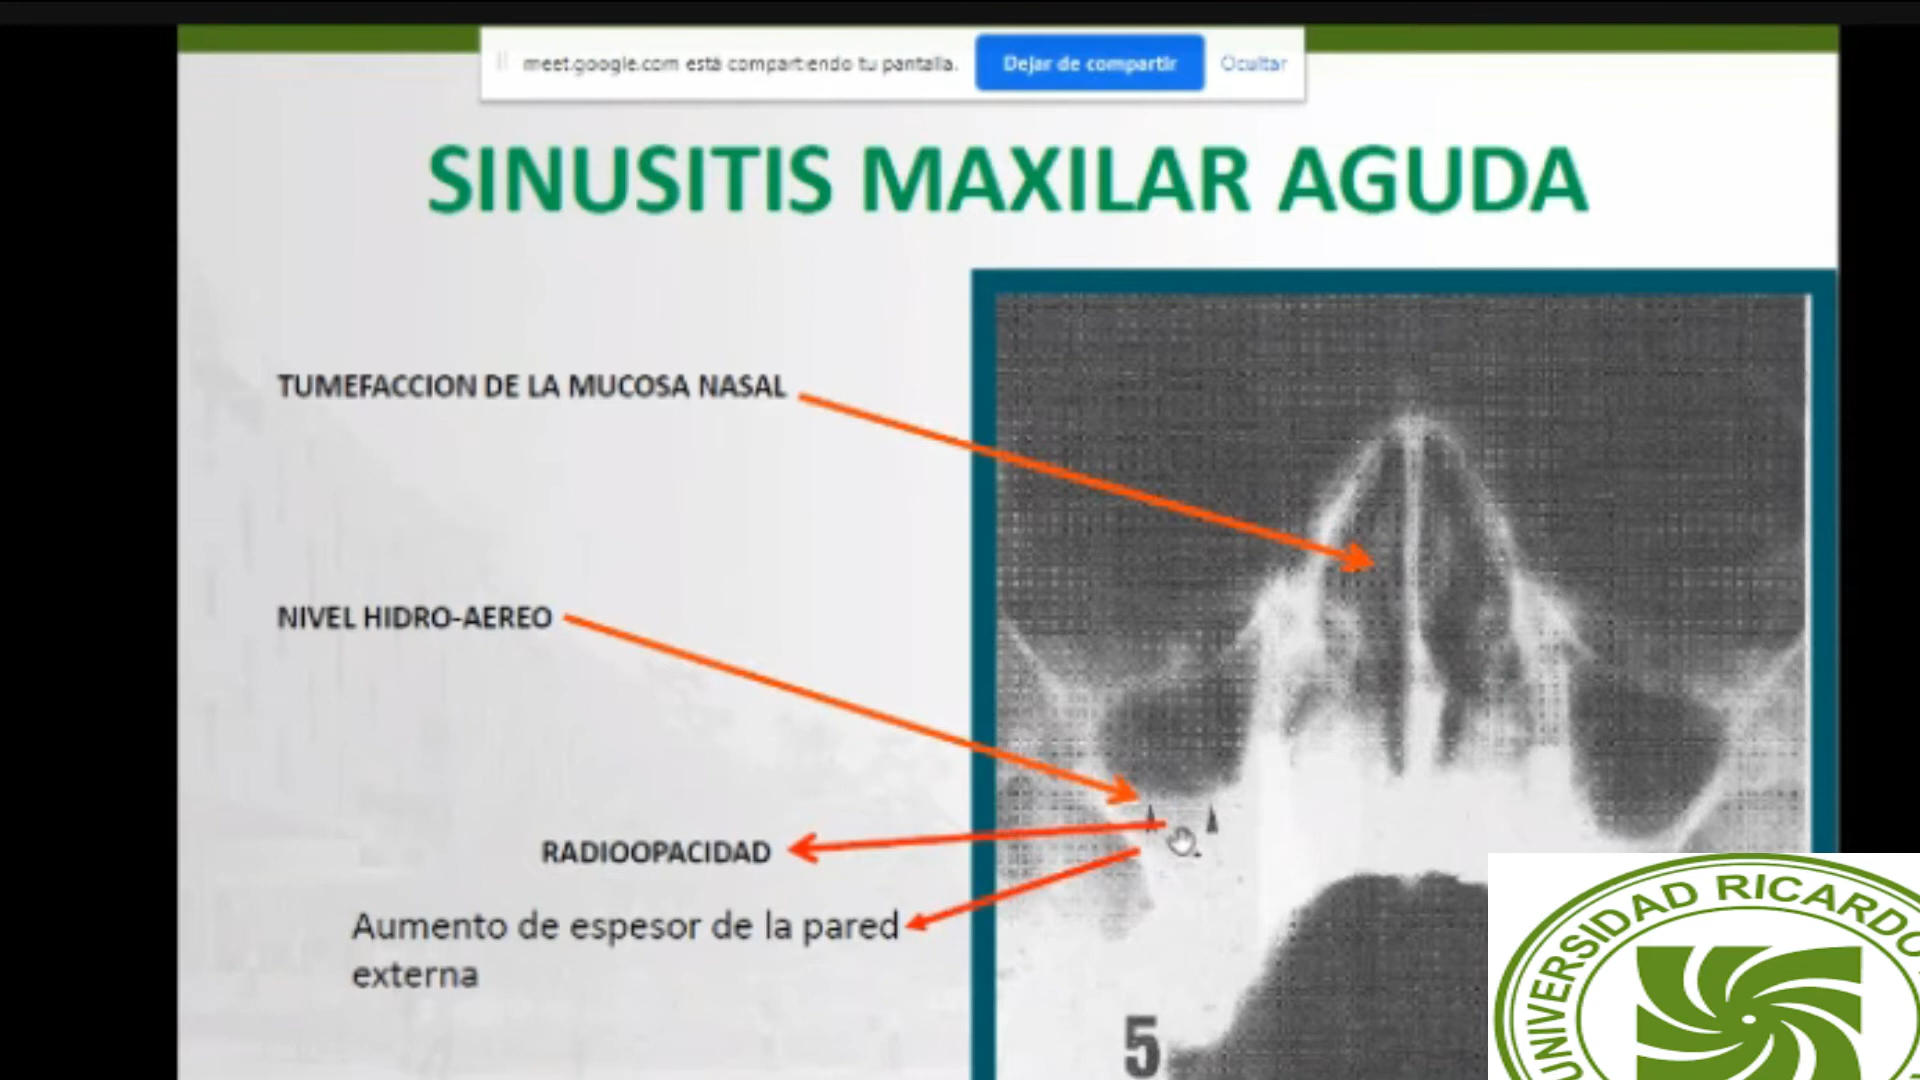 meet.google.com está compartiendo tu pantalla.
Dejar de compartir
Ocultar
SINUSITIS MAXILAR AGUDA
TUMEFACCION DE LA MUCOSA NASAL
NIVEL HIDRO-AEREO
RADIOOPACIDAD
Aumento de espesor de la pared
externa
5
UNIVERSIDAD RICARDO